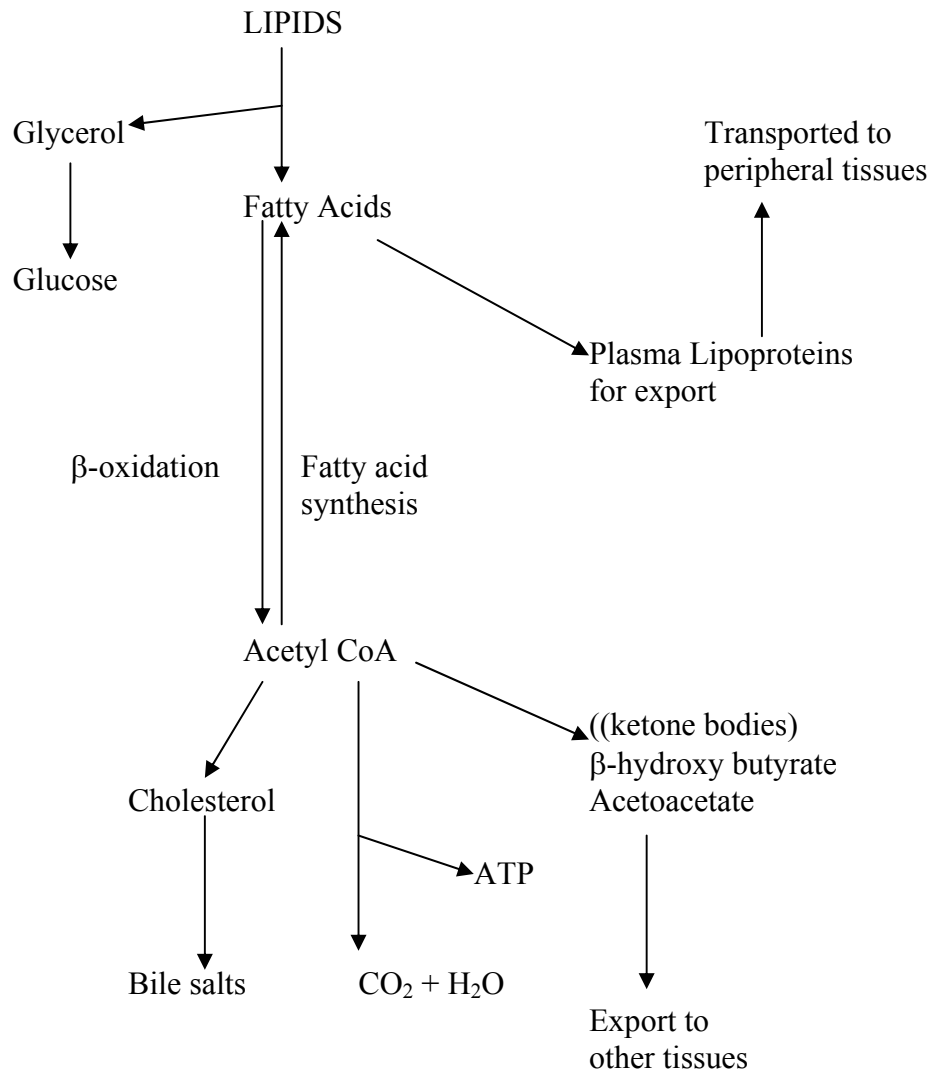 LIPIDS
Glycerol
Transported to
peripheral tissues
Fatty Acids
Glucose
Plasma Lipoproteins
for export
β-oxidation
Fatty acid
synthesis
Acetyl CoA
((ketone bodies)
β-hydroxy butyrate
Acetoacetate
Cholesterol
ATP
Bile salts
CO₂ + H₂O
Export to
other tissues